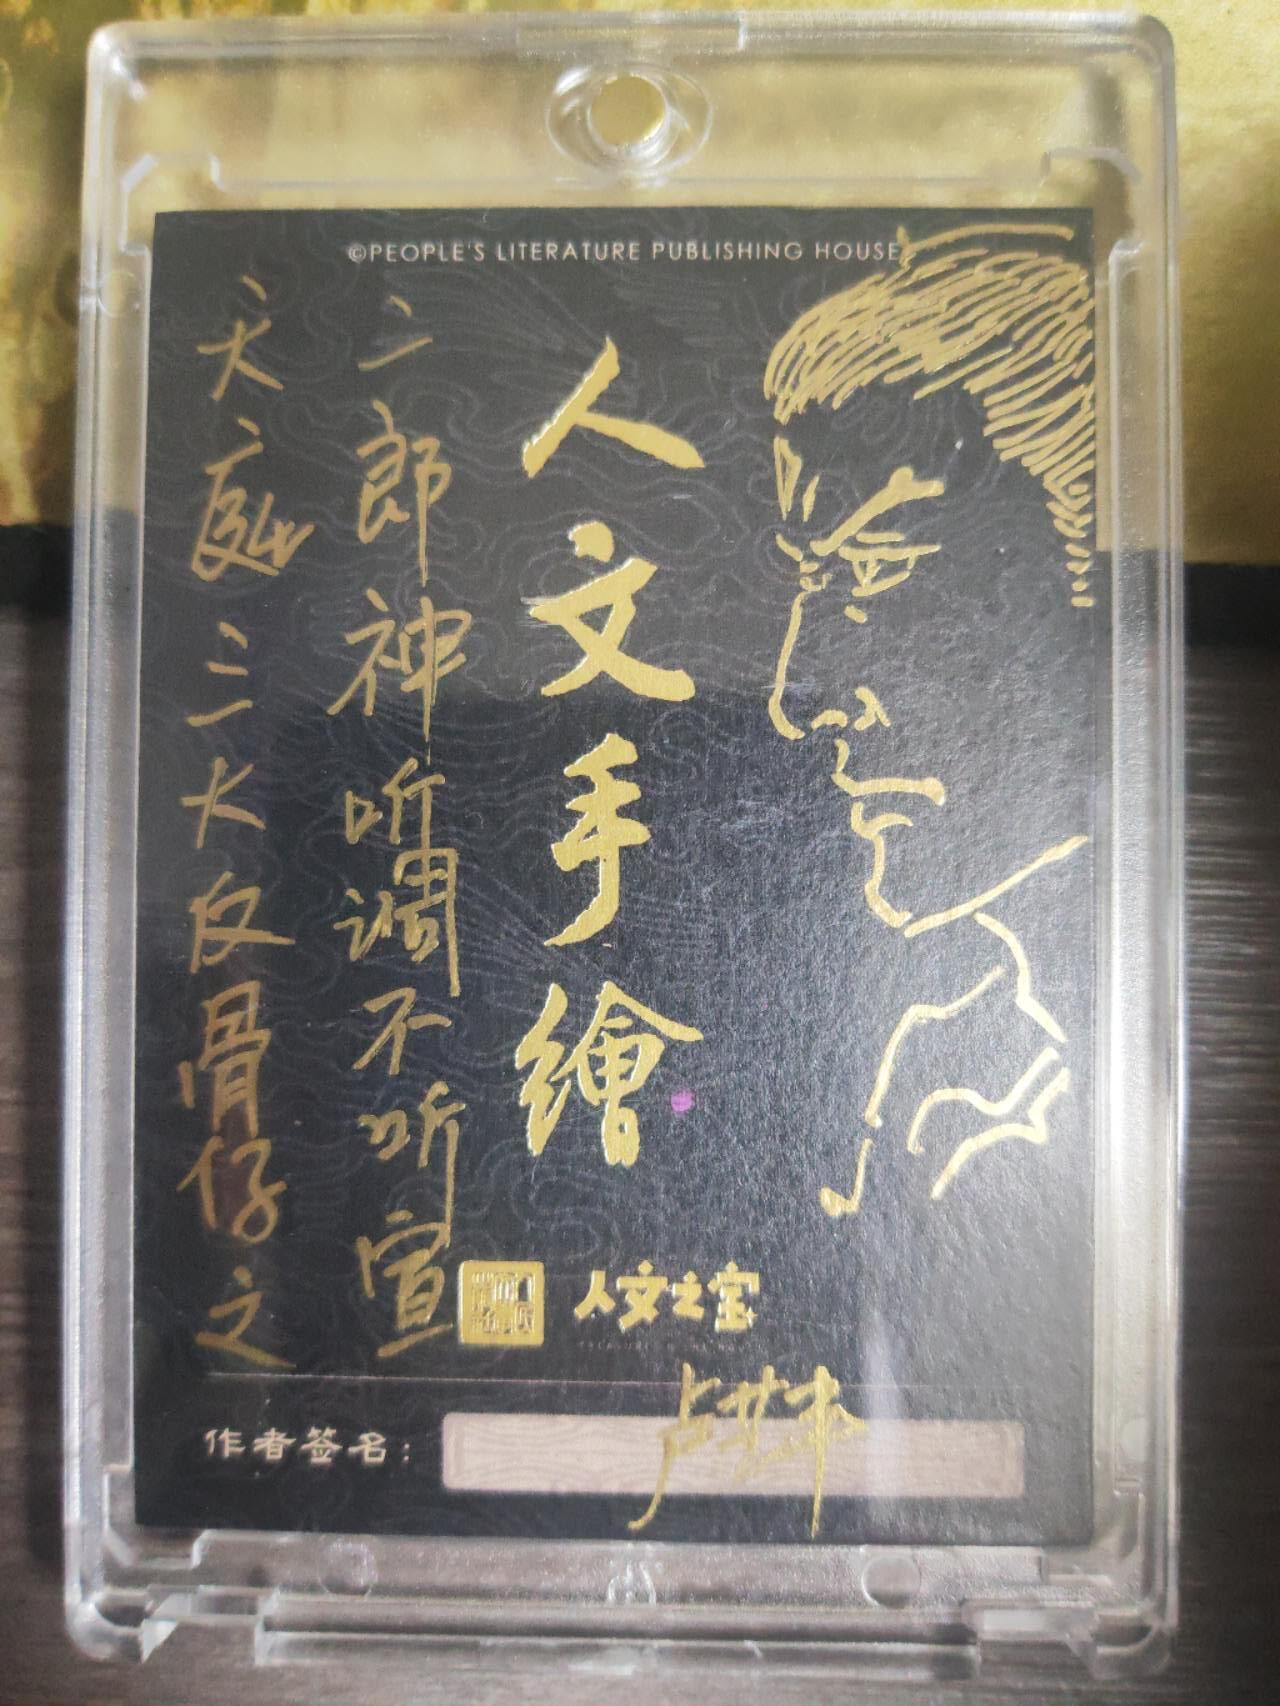 ©PEOPLE'S LITERATURE PUBLISHING HOUSE
人文手繪
二郎神听调不听宣
天庭三大反骨仔之
人文之宝
作者签名：